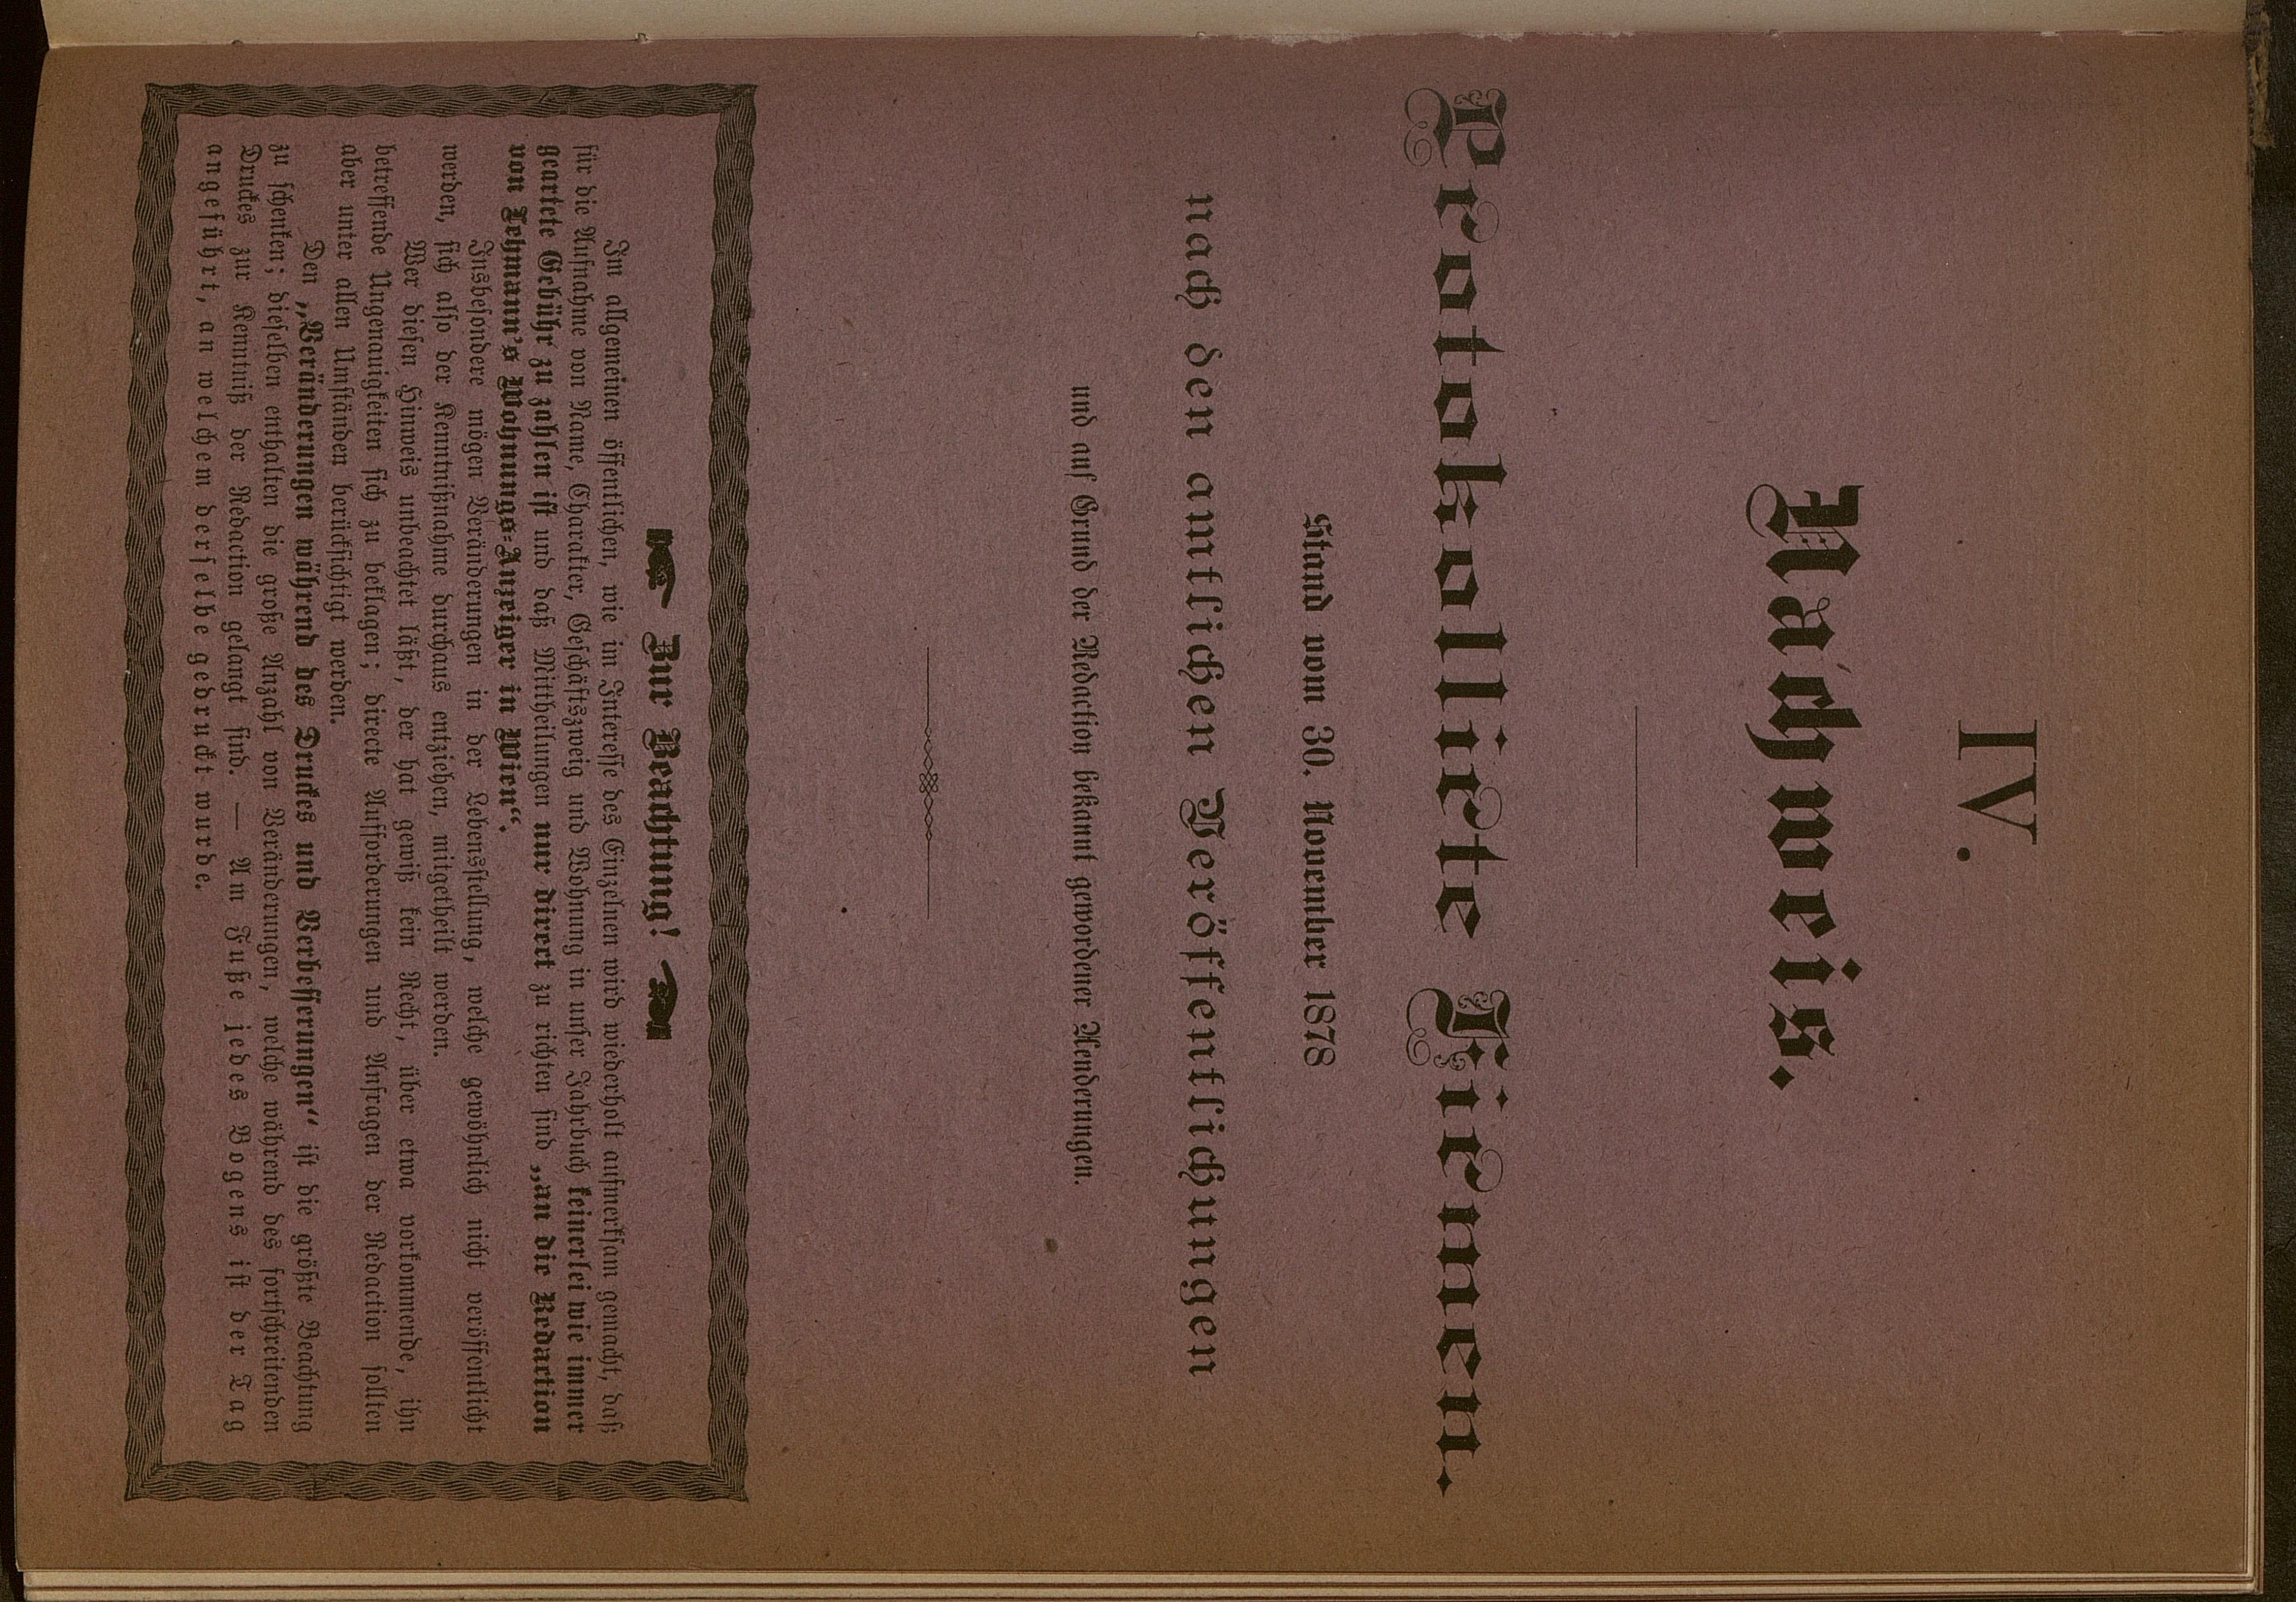 IV.
Nachweis.
Protokollirte Firmen.
Stand vom 30. November 1878
nach den amtlichen Veröffentlichungen
und auf Grund der Redaction bekannt gewordener Aenderungen.
Zur Beachtung!
Im allgemeinen öffentlichen, wie im Interesse des Einzelnen wird wiederholt aufmerksam gemacht, daß
für die Aufnahme von Name, Charakter, Geschäftszweig und Wohnung in unser Jahrbuch keinerlei wie immer
geartete Gebühr zu zahlen ist und daß Mittheilungen nur direct zu richten sind „an die Redaction
von Lehmann's Wohnungs-Anzeiger in Wien“.
Insbesondere mögen Veränderungen in der Lebensstellung, welche gewöhnlich nicht veröffentlicht
werden, sich also der Kenntnißnahme durchaus entziehen, mitgetheilt werden.
Wer diesen Hinweis unbeachtet läßt, der hat gewiß kein Recht, über etwa vorkommende, ihn
betreffende Ungenauigkeiten sich zu beklagen; directe Aufforderungen und Anfragen der Redaction sollten
aber unter allen Umständen berücksichtigt werden.
Den „Veränderungen während des Druckes und Verbesserungen“ ist die größte Beachtung
zu schenken; dieselben enthalten die große Anzahl von Veränderungen, welche während des fortschreitenden
Druckes zur Kenntniß der Redaction gelangt sind. — Am Fuße jedes Bogens ist der Tag
angeführt, an welchem derselbe gedruckt wurde.